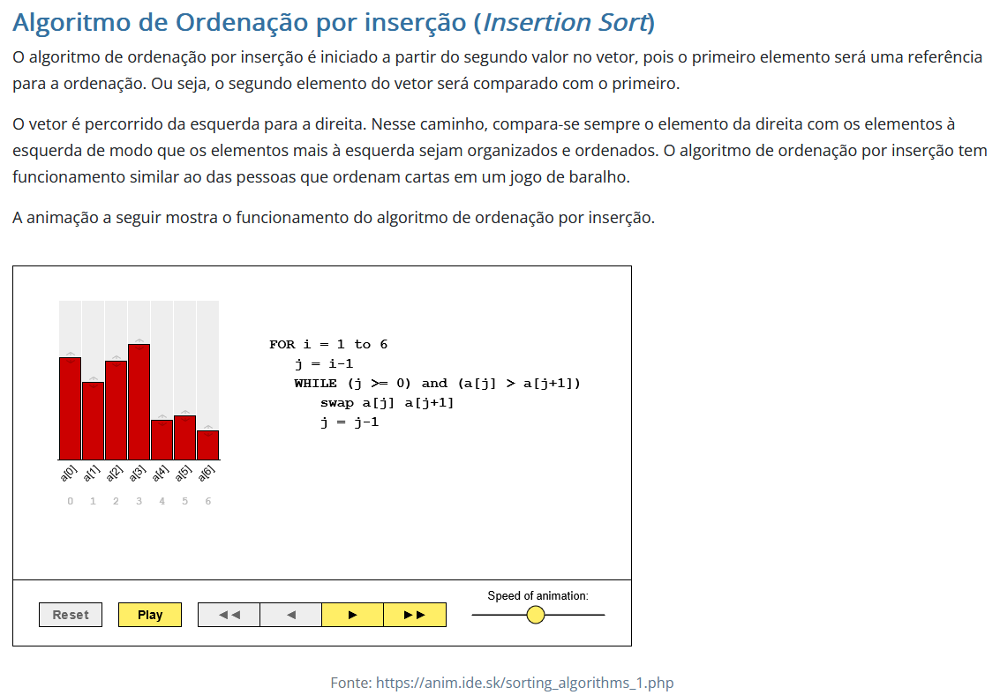 Algoritmo de Ordenação por inserção (Insertion Sort)
O algoritmo de ordenação por inserção é iniciado a partir do segundo valor no vetor, pois o primeiro elemento será uma referência
para a ordenação. Ou seja, o segundo elemento do vetor será comparado com o primeiro.
O vetor é percorrido da esquerda para a direita. Nesse caminho, compara-se sempre o elemento da direita com os elementos à
esquerda de modo que os elementos mais à esquerda sejam organizados e ordenados. O algoritmo de ordenação por inserção tem
funcionamento similar ao das pessoas que ordenam cartas em um jogo de baralho.
A animação a seguir mostra o funcionamento do algoritmo de ordenação por inserção.
FOR i = 1 to 6
j = i-1
WHILE (j >= 0) and (a[j] > a[j+1])
swap a[j] a[j+1]
j = j-1
a[0] a[1] a[2] a[3] a[4] a[5] a[6]
0 1 2 3 4 5 6
Speed of animation:
Reset Play
Fonte: https://anim.ide.sk/sorting_algorithms_1.php